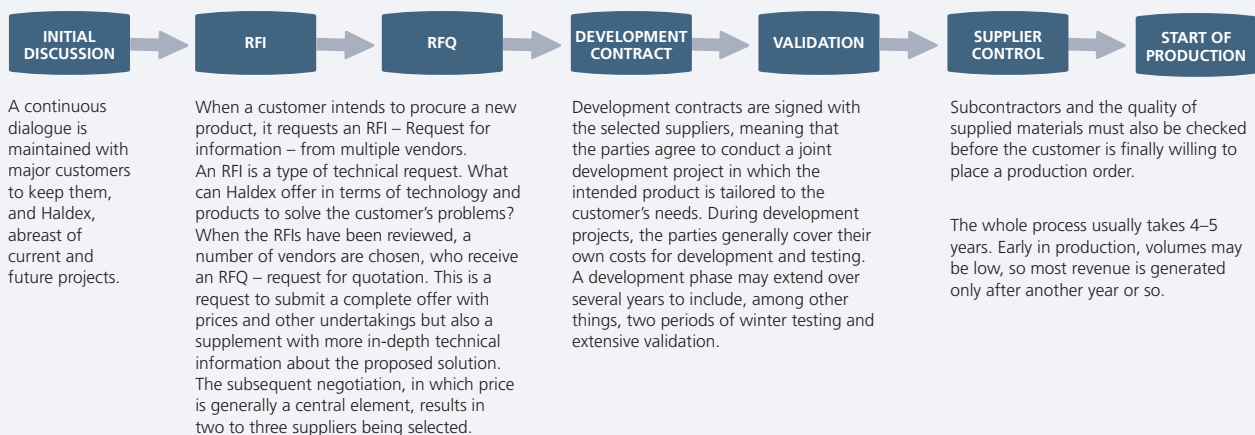 INITIAL
DISCUSSION
RFI
RFQ
DEVELOPMENT
CONTRACT
VALIDATION
SUPPLIER
CONTROL
START OF
PRODUCTION
A continuous
dialogue is
maintained with
major customers
to keep them,
and Haldex,
abreast of
current and
future projects.
When a customer intends to procure a new
product, it requests an RFI – Request for
information – from multiple vendors.
An RFI is a type of technical request. What
can Haldex offer in terms of technology and
products to solve the customer’s problems?
When the RFIs have been reviewed, a
number of vendors are chosen, who receive
an RFQ – request for quotation. This is a
request to submit a complete offer with
prices and other undertakings but also a
supplement with more in-depth technical
information about the proposed solution.
The subsequent negotiation, in which price
is generally a central element, results in
two to three suppliers being selected.
Development contracts are signed with
the selected suppliers, meaning that
the parties agree to conduct a joint
development project in which the
intended product is tailored to the
customer’s needs. During development
projects, the parties generally cover their
own costs for development and testing.
A development phase may extend over
several years to include, among other
things, two periods of winter testing and
extensive validation.
Subcontractors and the quality of
supplied materials must also be checked
before the customer is finally willing to
place a production order.
The whole process usually takes 4–5
years. Early in production, volumes may
be low, so most revenue is generated
only after another year or so.